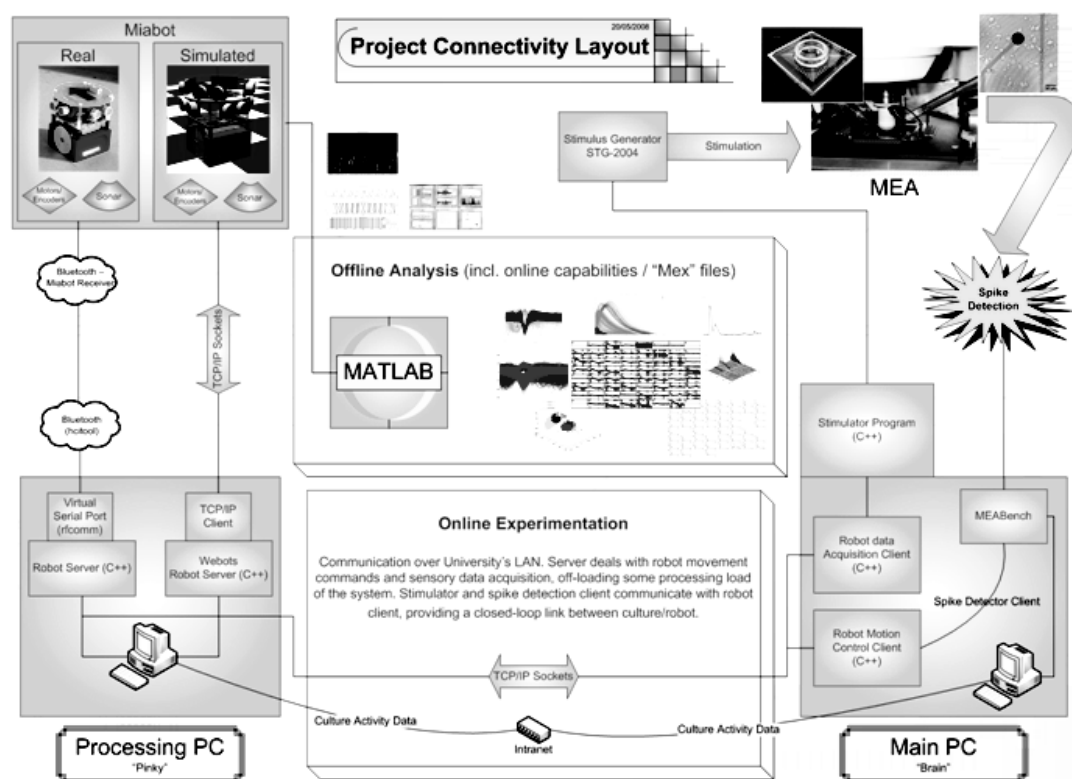 Miabot
Real
Simulated
Motors/
Encoders
Sonar
Motors/
Encoders
Sonar
20/05/2008
Project Connectivity Layout
Stimulus Generator
STG-2004
Stimulation
MEA
Bluetooth –
Miabot Receiver
TCP/IP Sockets
Bluetooth
(hcitool)
Offline Analysis (incl. online capabilities / "Mex" files)
MATLAB
Spike
Detection
Stimulator Program
(C++)
Virtual
Serial Port
(rfcomm)
TCP/IP
Client
Robot Server (C++)
Webots
Robot Server (C++)
Online Experimentation
Communication over University's LAN. Server deals with robot movement
commands and sensory data acquisition, off-loading some processing load
of the system. Stimulator and spike detection client communicate with robot
client, providing a closed-loop link between culture/robot.
MEABench
Robot data
Acquisition Client
(C++)
Spike Detector Client
Robot Motion
Control Client
(C++)
TCP/IP Sockets
Culture Activity Data
Intranet
Culture Activity Data
Processing PC
"Pinky"
Main PC
"Brain"